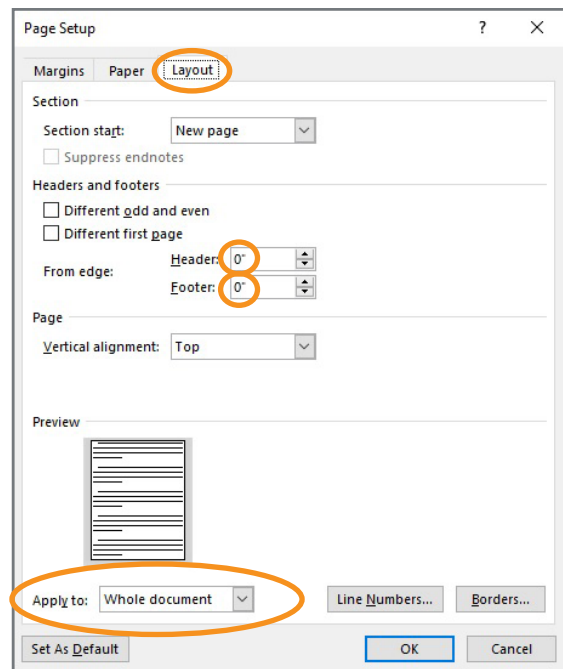 Page Setup ? ×
Margins Paper Layout
Section
Section start: New page
Suppress endnotes
Headers and footers
Different odd and even
Different first page
From edge:
Header: 0"
Footer: 0"
Page
Vertical alignment: Top
Preview
Apply to: Whole document
Line Numbers... Borders...
Set As Default OK Cancel